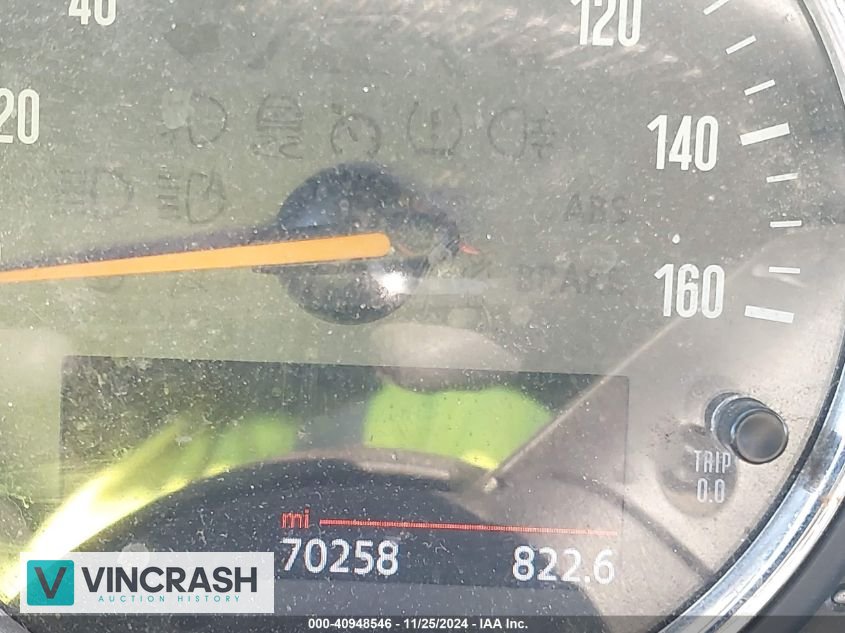 40
120
20
140
ABS
160
BRAKE
TRIP
0.0
mi
70258 822.6
VINCRASH
AUCTION HISTORY
000-40948546 - 11/25/2024 - IAA Inc.